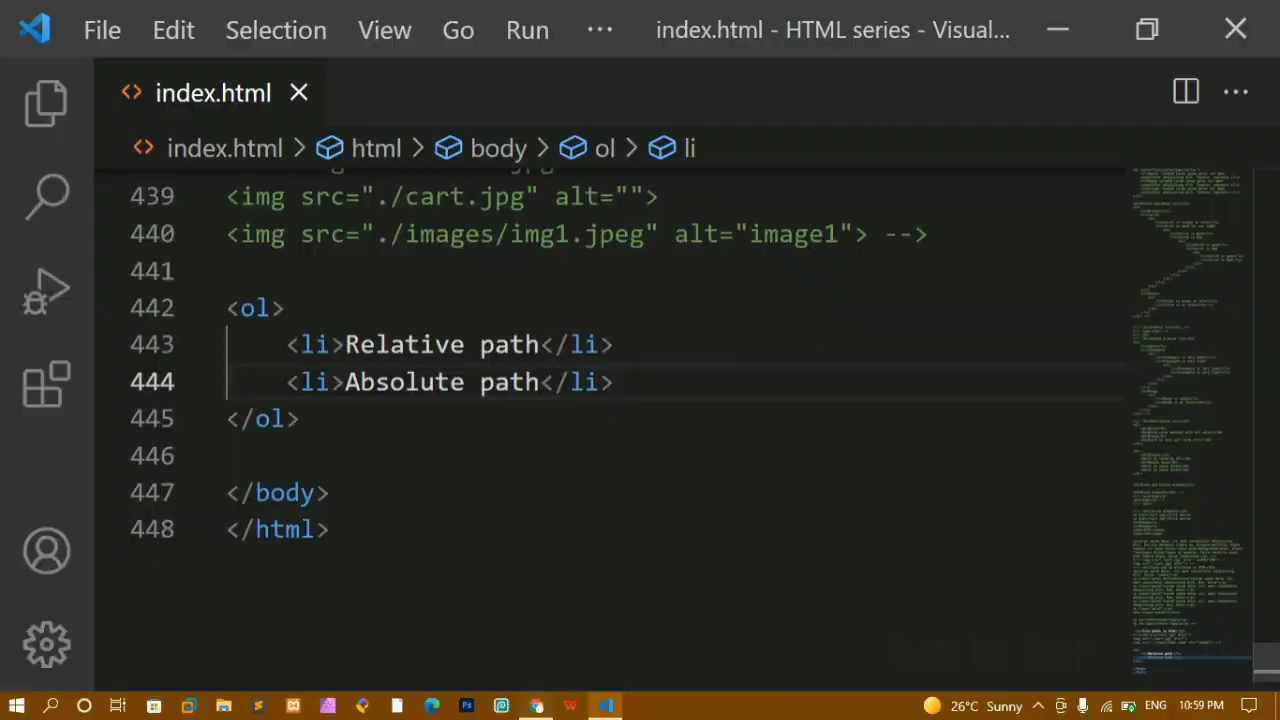 File Edit Selection View Go Run ··· index.html - HTML series - Visual...
index.html
index.html > html > body > ol > li
439 <img src="./cart.jpg" alt="">
440 <img src="./images/img1.jpeg" alt="image1"> -->
441
442 <ol>
443 <li>Relative path</li>
444 <li>Absolute path</li>
445 </ol>
446
447 </body>
448 </html>
26°C Sunny ENG 10:59 PM